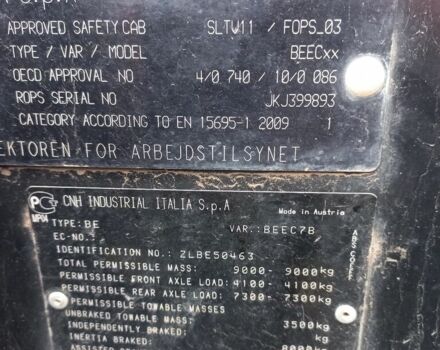 APPROVED SAFETY CAB SLTW11 / FOPS_03
TYPE / VAR / MODEL BEECxx
OECD APPROVAL NO 4/0 740 / 10/0 086
ROPS SERIAL NO JKJ399893
CATEGORY ACCORDING TO EN 15695-1 2009 1
EKTOREN FOR ARBEJDSTILSYNET
CNH INDUSTRIAL ITALIA S.p.A
Made in Austria
MP04
TYPE: BE VAR.: BEEC7B
EC-NO.:
IDENTIFICATION NO.: ZLBE50463
TOTAL PERMISSIBLE MASS: 9000 - 9000kg
PERMISSIBLE FRONT AXLE LOAD: 4100 - 4100kg
PERMISSIBLE REAR AXLE LOAD: 7300 - 7300kg
PERMISSIBLE TOWABLE MASSES
UNBRAKED TOWABLE MASS: 3500kg
INDEPENDENTLY BRAKED: kg
INERTIA BRAKED: kg
8000kg